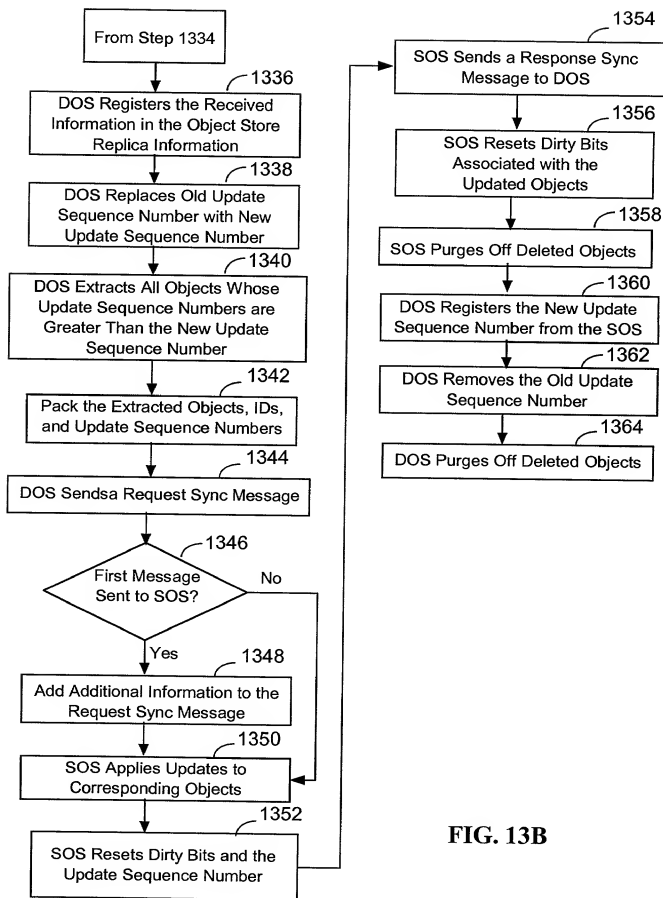 From Step 1334
1336
DOS Registers the Received
Information in the Object Store
Replica Information
1338
DOS Replaces Old Update
Sequence Number with New
Update Sequence Number
1340
DOS Extracts All Objects Whose
Update Sequence Numbers are
Greater Than the New Update
Sequence Number
1342
Pack the Extracted Objects, IDs,
and Update Sequence Numbers
1344
DOS Sendsa Request Sync Message
1346
First Message
Sent to SOS?
No
Yes
1348
Add Additional Information to the
Request Sync Message
1350
SOS Applies Updates to
Corresponding Objects
1352
SOS Resets Dirty Bits and the
Update Sequence Number
1354
SOS Sends a Response Sync
Message to DOS
1356
SOS Resets Dirty Bits
Associated with the
Updated Objects
1358
SOS Purges Off Deleted Objects
1360
DOS Registers the New Update
Sequence Number from the SOS
1362
DOS Removes the Old Update
Sequence Number
1364
DOS Purges Off Deleted Objects
FIG. 13B